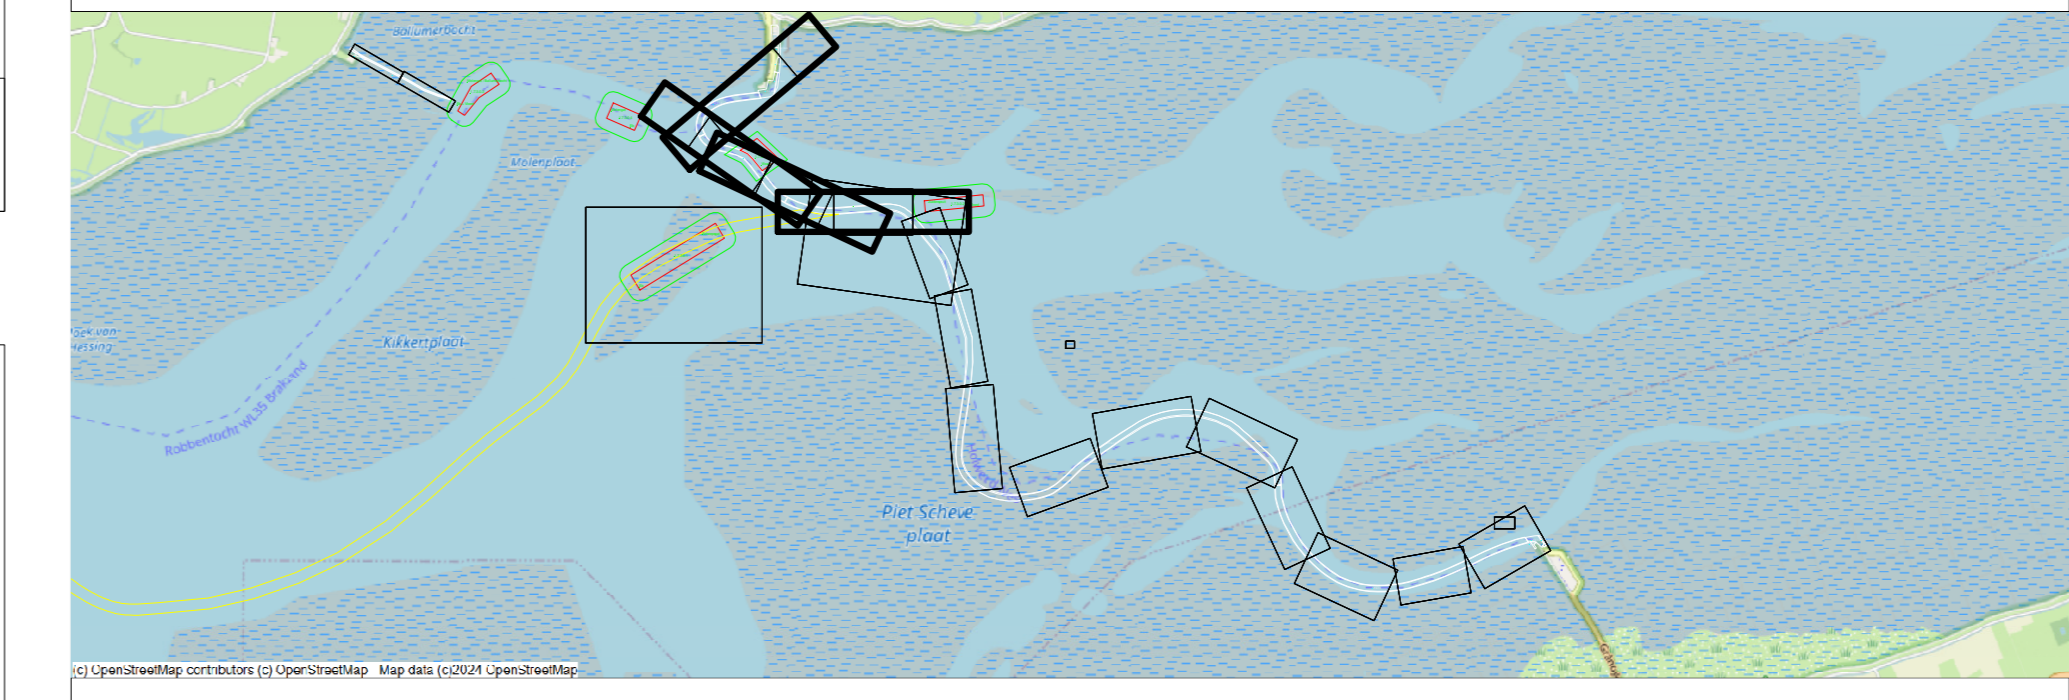 Ballumerbocht
Molenplaat
Kikkertplaat
Robbentocht WL35 Brakzand
Piet Scheve
plaat
(c) OpenStreetMap contributors (c) OpenStreetMap Map data (c)2024 OpenStreetMap